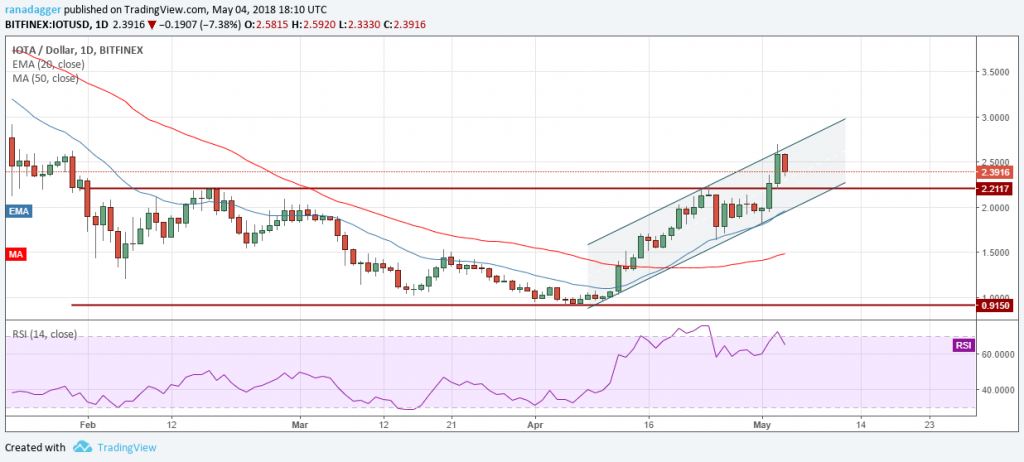 ranadagger published on TradingView.com, May 04, 2018 18:10 UTC
BITFINEX:IOTUSD, 1D 2.3916 ▼ −0.1907 (−7.38%) O:2.5815 H:2.5920 L:2.3330 C:2.3916
IOTA / Dollar, 1D, BITFINEX
EMA (20, close)
MA (50, close)
3.5000
3.0000
2.5000
2.3916
2.2117
EMA
2.0000
MA
1.5000
1.0000
0.9150
RSI (14, close)
RSI
60.0000
40.0000
Feb 12 Mar 12 21 Apr 16 May 14 23
Created with TradingView